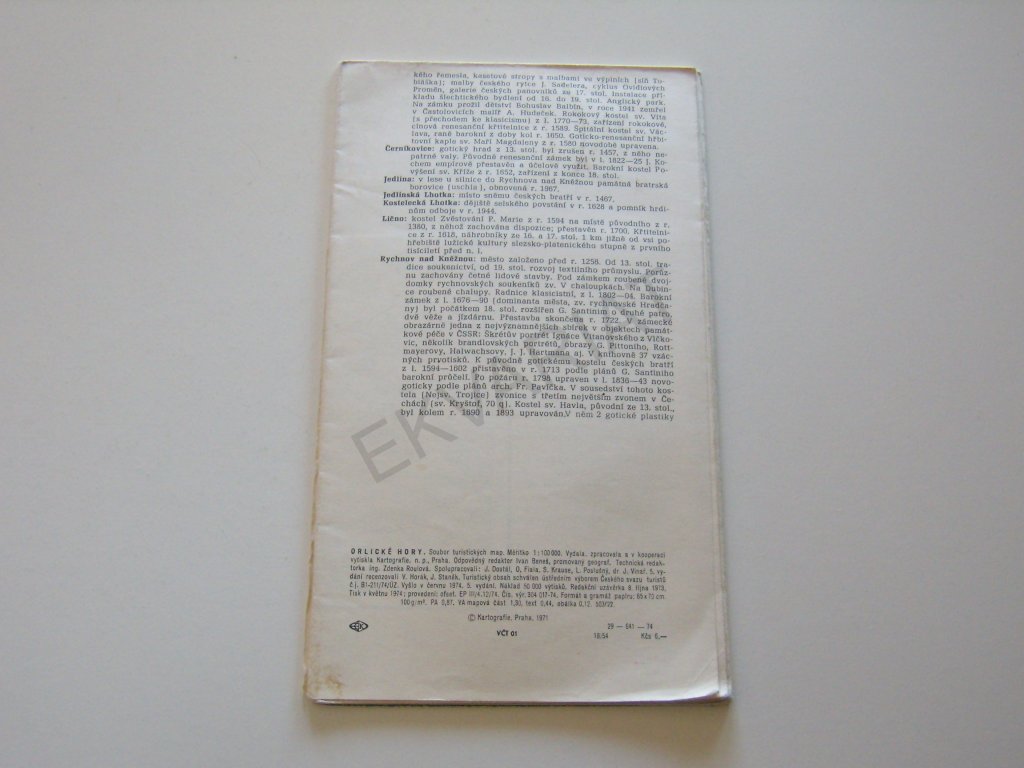 kého řemesla, kasetové stropy s malbami ve výplních (síň To-
biáška); malby českého rytce J. Sadelera, cyklus Ovidiových
Proměn, galerie českých panovníků ze 17. stol. Instalace pří-
kladu šlechtického bydlení od 16. do 19. stol. Anglický park.
Na zámku prožil dětství Bohuslav Balbín, v roce 1941 zemřel
v Častolovicích malíř A. Hudeček. Rokokový kostel sv. Víta
(s přechodem ke klasicismu) z l. 1770—73, zařízení rokokové,
cínová renesanční křtitelnice z r. 1589. Špitální kostel sv. Vác-
lava, raně barokní z doby kol r. 1650. Goticko-renesanční hřbi-
tovní kaple sv. Maří Magdaleny z r. 1580 novodobě upravena.
Černíkovice: gotický hrad z 13. stol. byl zrušen r. 1457, z něho ne-
patrné valy. Původně renesanční zámek byl v l. 1822—25 J. Ko-
chem empírově přestavěn a účelově využit. Barokní kostel Po-
výšení sv. Kříže z r. 1652, zařízení z konce 18. stol.
Jedlina: v lese u silnice do Rychnova nad Kněžnou památná bratrská
borovice (uschla), obnovená r. 1967.
Jedlinská Lhotka: místo sněmu českých bratří v r. 1467.
Kostelecká Lhotka: dějiště selského povstání v r. 1628 a pomník hrdi-
nům odboje v r. 1944.
Lično: kostel Zvěstování P. Marie z r. 1594 na místě původního z r.
1360, z něhož zachována dispozice; přestavěn r. 1700. Křtitelni-
ce z r. 1618, náhrobníky ze 16. a 17. stol. 1 km jižně od vsi po-
hřebiště lužické kultury slezsko-platenického stupně z prvního
tisíciletí před n. l.
Rychnov nad Kněžnou: město založeno před r. 1258. Od 13. stol. tra-
dice soukenictví, od 19. stol. rozvoj textilního průmyslu. Porůz-
nu zachovány četné lidové stavby. Pod zámkem roubené dvoj-
domky rychnovských soukeníků zv. V chaloupkách. Na Dubin-
ce roubené chalupy. Radnice klasicistní, z l. 1802—04. Barokní
zámek z l. 1676—90 (dominanta města, zv. rychnovské Hradča-
ny) byl počátkem 18. stol. rozšířen G. Santinim o druhé patro,
dvě věže a jízdárnu. Přestavba skončena r. 1722. V zámecké
obrazárně jedna z nejvýznamnějších sbírek v objektech památ-
kové péče v ČSSR: Škrétův portrét Ignáce Vitanovského z Vlčko-
vic, několik brandlovských portrétů, obrazy G. Pittoniho, Rott-
mayerovy, Halwachsovy, J. J. Hartmana aj. V knihovně 37 vzác-
ných prvotisků. K původně gotickému kostelu českých bratří
z l. 1594—1602 přistavěno v r. 1713 podle plánů G. Santiniho
barokní průčelí. Po požáru r. 1798 upraven v l. 1836—43 novo-
goticky podle plánů arch. Fr. Pavíčka. V sousedství tohoto kos-
tela (Nejsv. Trojice) zvonice s třetím největším zvonem v Če-
chách (sv. Kryštof, 70 q). Kostel sv. Havla, původní ze 13. stol.,
byl kolem r. 1690 a 1893 upravován.V něm 2 gotické plastiky
ORLICKÉ HORY. Soubor turistických map. Měřítko 1:100 000. Vydala, zpracovala a v kooperaci
vytiskla Kartografie, n. p., Praha. Odpovědný redaktor Ivan Beneš, promovaný geograf. Technická redak-
torka ing. Zdenka Roulová. Spolupracovali: J. Doutál, O. Fiala, S. Krause, L. Pouludný, dr. J. Vinař. 5. vy-
dání recenzovali V. Horák, J. Staněk. Turistický obsah schválen ústředním výborem Českého svazu turistů
č. j. B1-211/74/ÚZ. Vyšlo v červnu 1974. 5. vydání. Náklad 50 000 výtisků. Redakční uzávěrka 8. října 1973.
Tisk v květnu 1974; provedení: ofset. EP III/4.12/74. Čís. výr. 304 017-74. Formát a gramáž papíru: 65x70 cm,
100 g/m². PA 0,87. VA mapová část 1,30, text 0,44, obálka 0,12. 503/22.
© Kartografie, Praha, 1971
VČT 01
29 — 041 — 74
18/54 Kčs 6,—